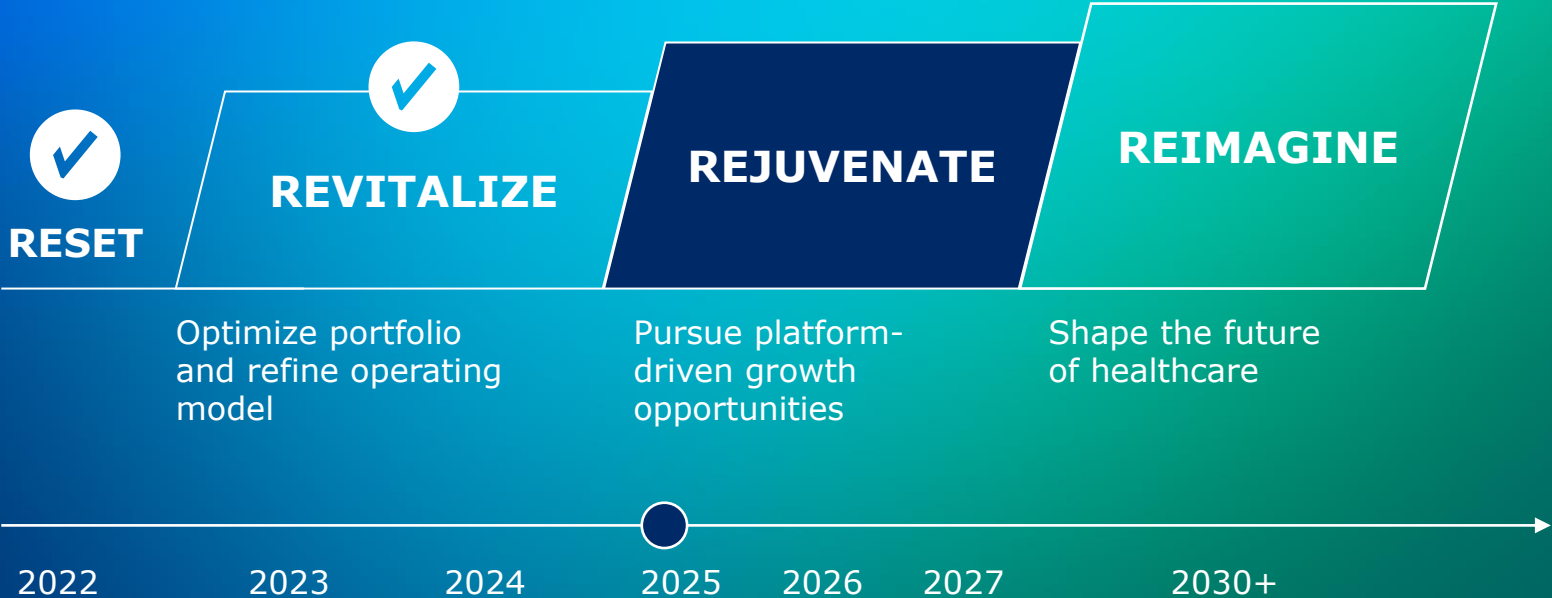 RESET
REVITALIZE
REJUVENATE
REIMAGINE
Optimize portfolio
and refine operating
model
Pursue platform-
driven growth
opportunities
Shape the future
of healthcare
2022 2023 2024 2025 2026 2027 2030+